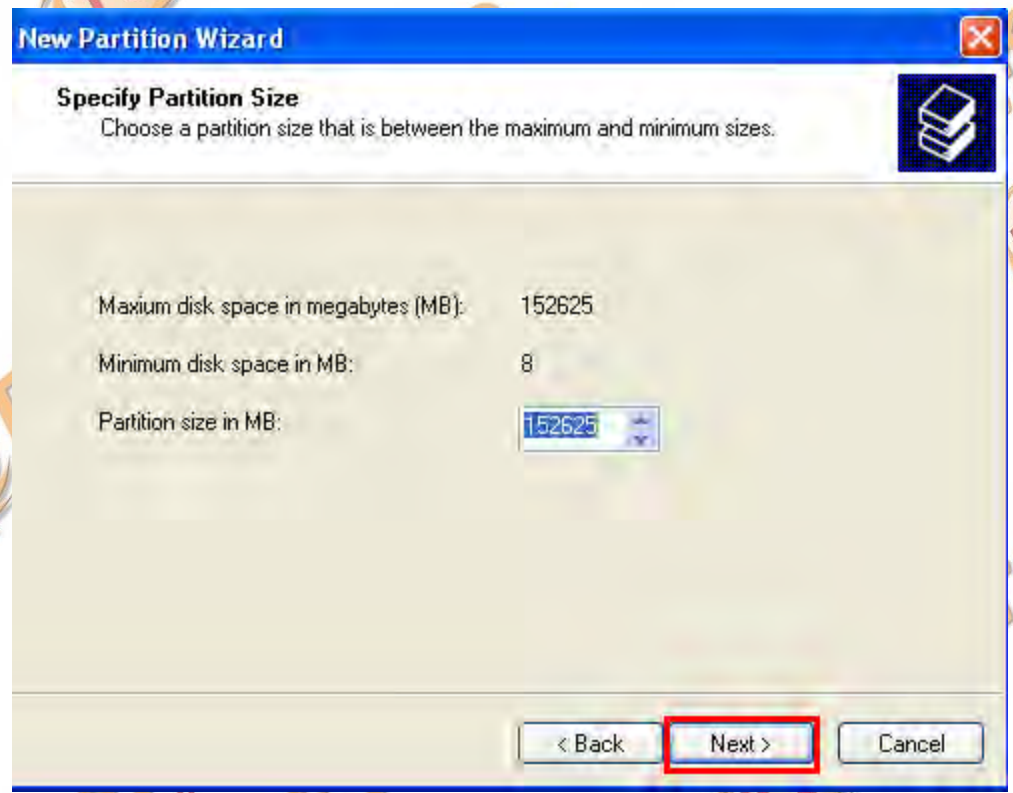 New Partition Wizard
Specify Partition Size
Choose a partition size that is between the maximum and minimum sizes.
Maxium disk space in megabytes (MB): 152625
Minimum disk space in MB: 8
Partition size in MB: 152625
< Back Next > Cancel